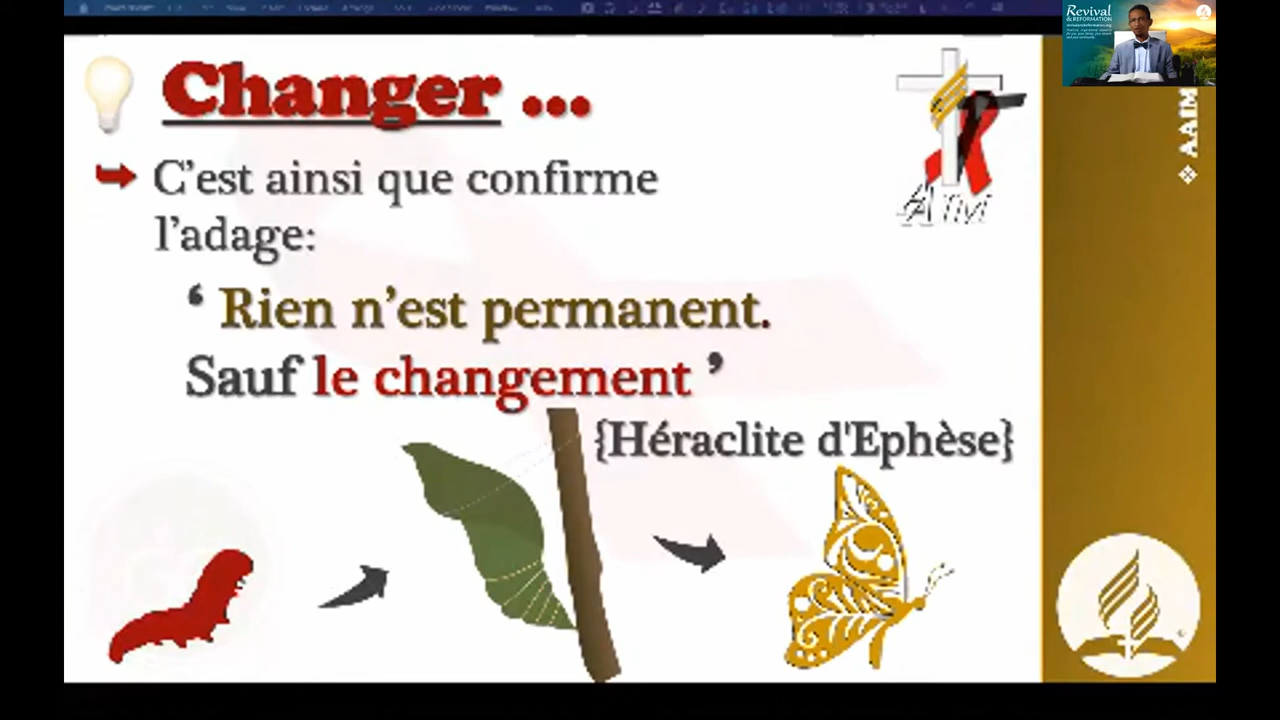 Changer ...
C'est ainsi que confirme
l'adage:
‘ Rien n'est permanent.
Sauf le changement ’
{Héraclite d'Ephèse}
❖ AAIM
Revival
& REFORMATION